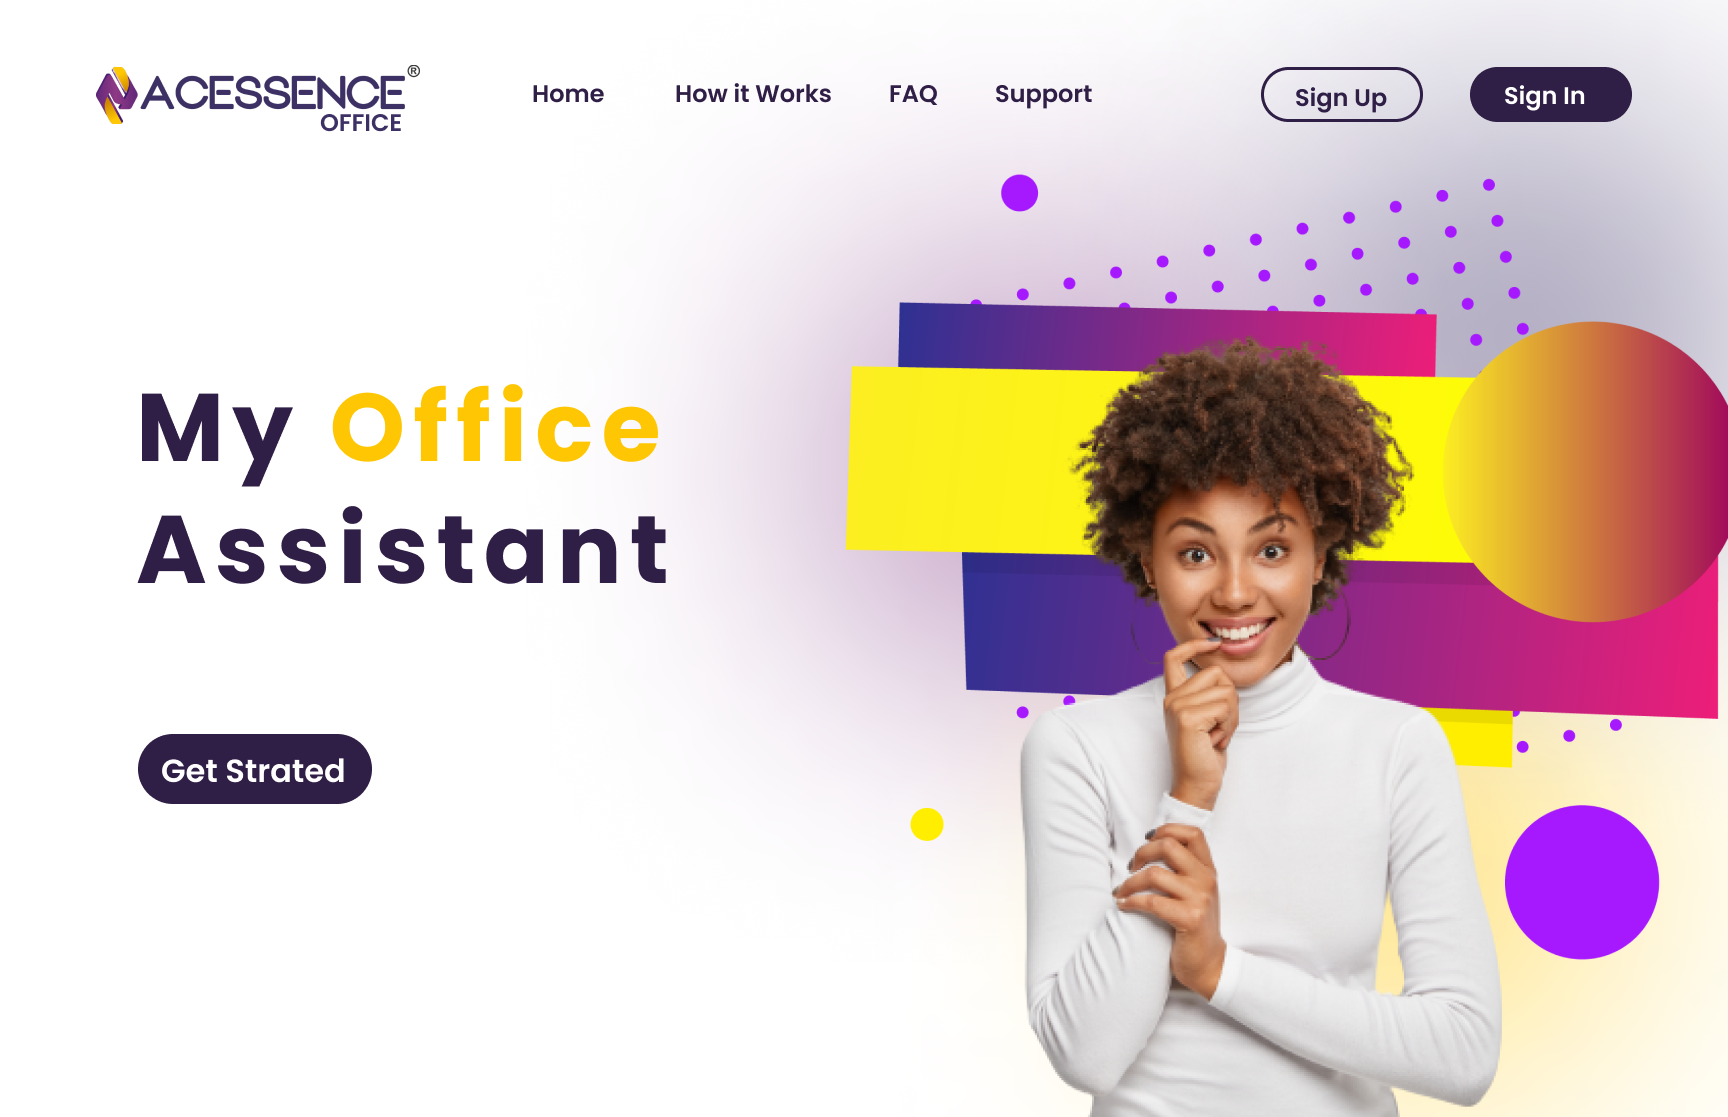 ACESSENCE®
OFFICE
Home
How it Works
FAQ
Support
Sign Up
Sign In
My Office
Assistant
Get Strated